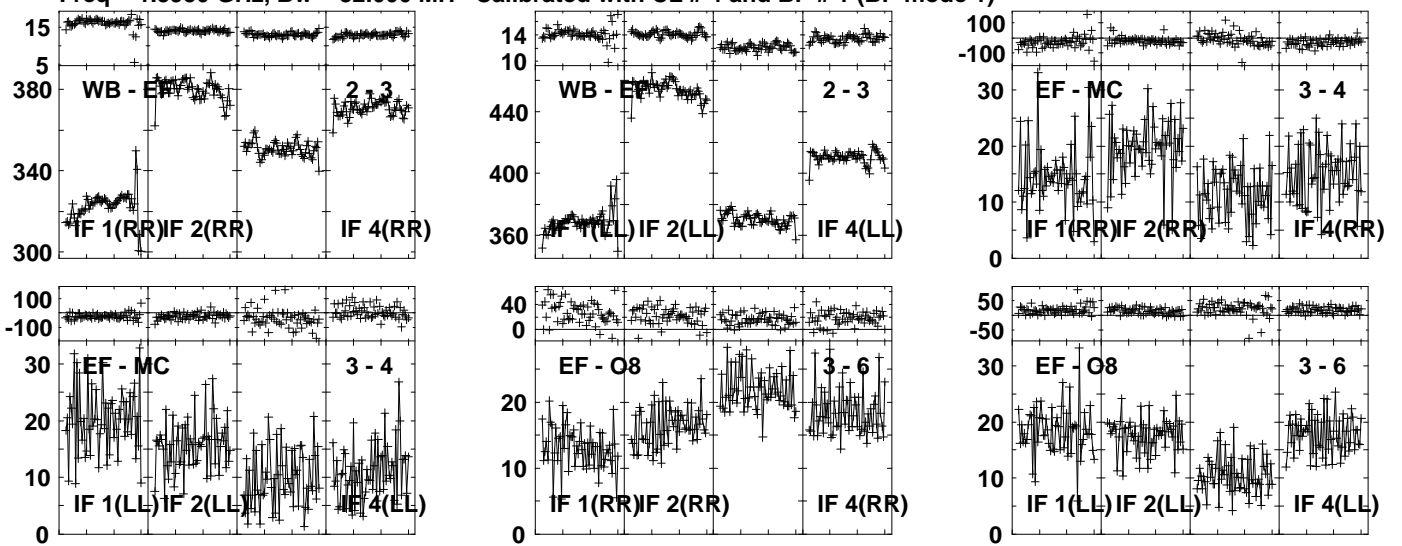 Freq = GHz, Calibrated with CL # and BP # 1 (BP mode 1)
15
5
14
10
100
-100
380
340
300
WB - EF
2 - 3
IF 1(RR)
IF 2(RR)
IF 4(RR)
440
400
360
WB - EF
2 - 3
IF 1(LL)
IF 2(LL)
IF 4(LL)
30
20
10
0
EF - MC
3 - 4
IF 1(RR)
IF 2(RR)
IF 4(RR)
100
-100
40
0
50
-50
30
20
10
0
EF - MC
3 - 4
IF 1(LL)
IF 2(LL)
IF 4(LL)
20
10
0
EF - O8
3 - 6
IF 1(RR)
IF 2(RR)
IF 4(RR)
30
20
10
0
EF - O8
3 - 6
IF 1(LL)
IF 2(LL)
IF 4(LL)